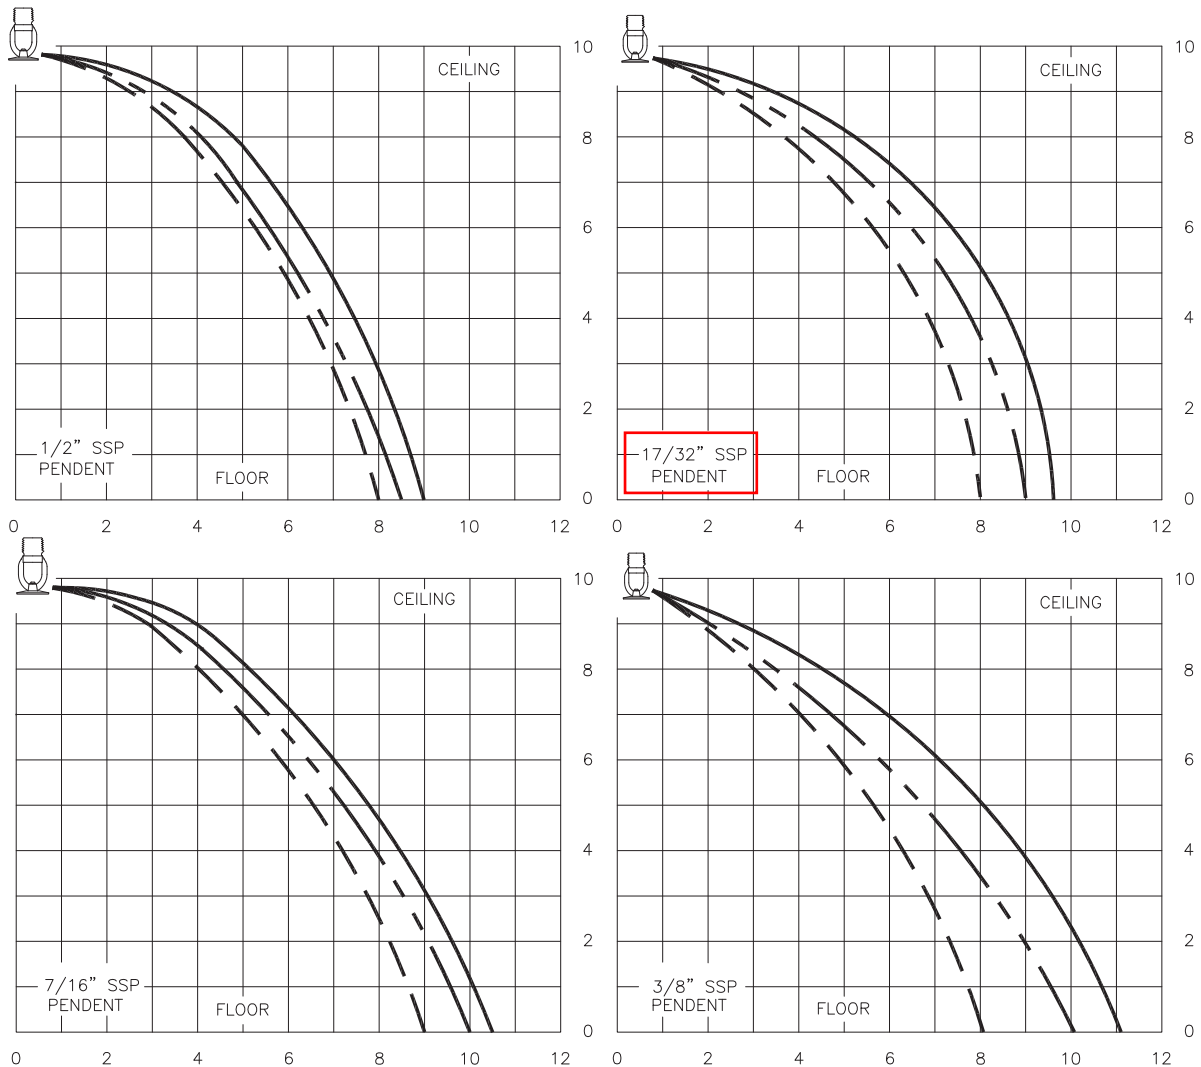 10
CEILING
8
6
4
2
1/2” SSP
PENDENT
FLOOR
0
0 2 4 6 8 10 12
10
CEILING
8
6
4
2
17/32” SSP
PENDENT
FLOOR
0
0 2 4 6 8 10 12
10
CEILING
8
6
4
2
7/16” SSP
PENDENT
FLOOR
0
0 2 4 6 8 10 12
10
CEILING
8
6
4
2
3/8” SSP
PENDENT
FLOOR
0
0 2 4 6 8 10 12